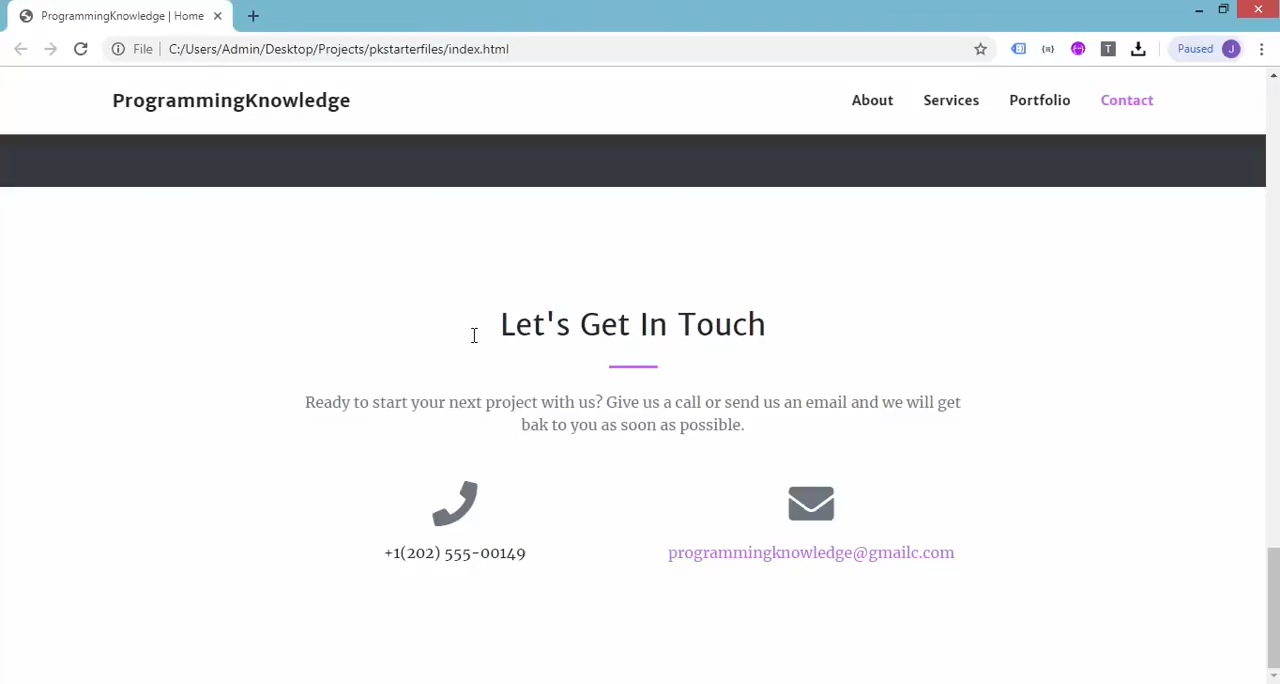 ProgrammingKnowledge | Home
File
C:/Users/Admin/Desktop/Projects/pkstarterfiles/index.html
T
Paused
J
ProgrammingKnowledge
About
Services
Portfolio
Contact
Let's Get In Touch
Ready to start your next project with us? Give us a call or send us an email and we will get
bak to you as soon as possible.
+1(202) 555-00149
programmingknowledge@gmailc.com